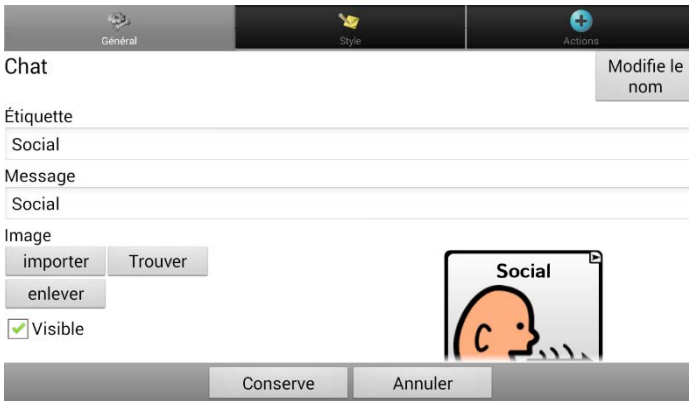 Général
Style
Actions
Chat
Modifie le
nom
Étiquette
Social
Message
Social
Image
importer
Trouver
enlever
Social
Visible
Conserve
Annuler